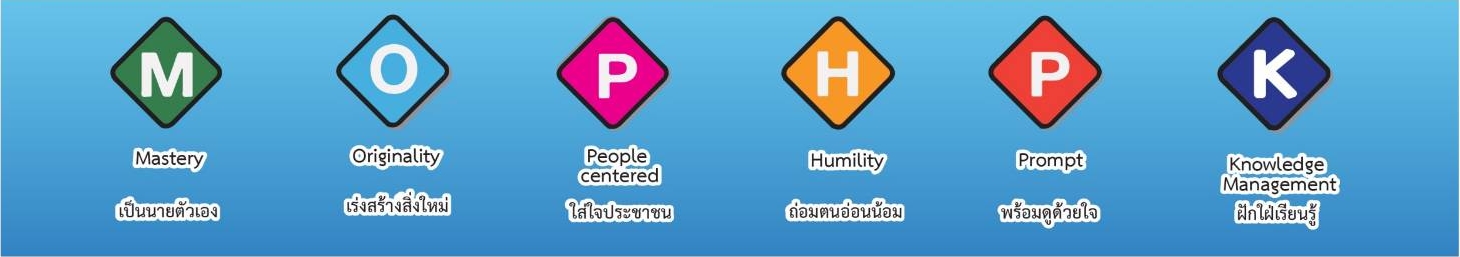 M O P H P K
Mastery
Originality
People
centered
Humility
Prompt
Knowledge
Management
เป็นนายตัวเอง
เร่งสร้างสิ่งใหม่
ใส่ใจประชาชน
ถ่อมตนอ่อนน้อม
พร้อมดูด้วยใจ
ฝักใฝ่เรียนรู้